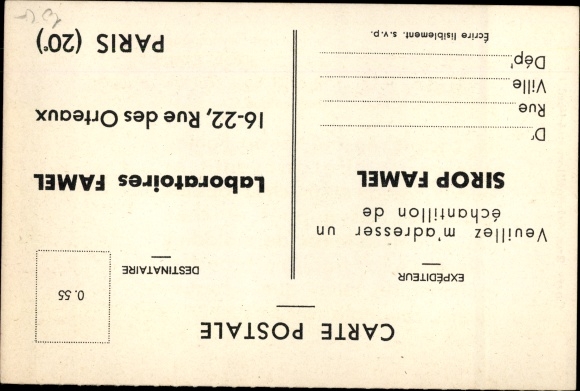 CARTE POSTALE
EXPÉDITEUR
Veuillez m'adresser un
échantillon de
SIROP FAMEL
Dr
Rue
Ville
Dép'
Écrire lisiblement. s.v.p.
DESTINATAIRE
0.55
Laboratoires FAMEL
16-22, Rue des Orteaux
PARIS (20e)